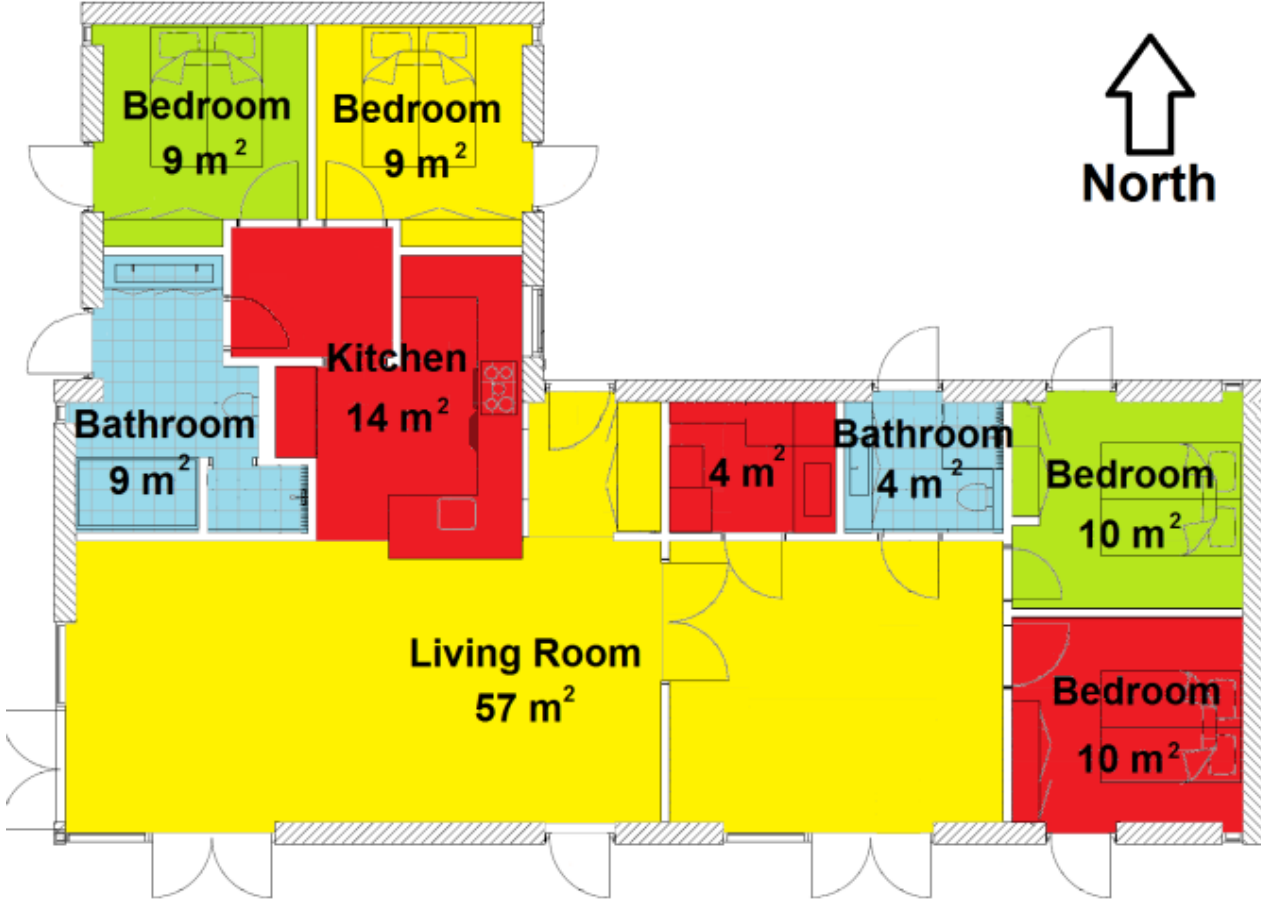 Bedroom
9 m²
Bedroom
9 m²
North
Kitchen
14 m²
Bathroom
9 m²
4 m²
Bathroom
4 m²
Bedroom
10 m²
Living Room
57 m²
Bedroom
10 m²